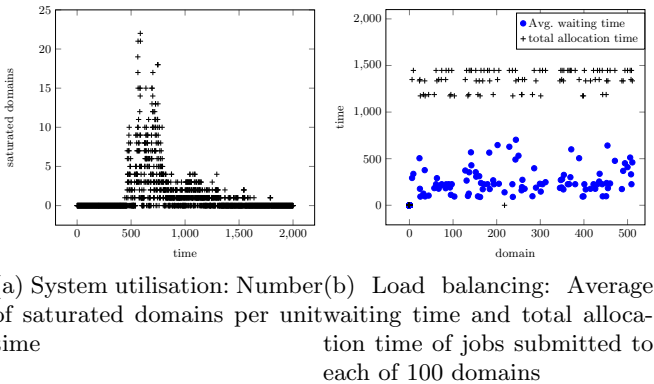 25
20
15
10
5
0
saturated domains
0 500 1,000 1,500 2,000
time
2,000
1,500
1,000
500
0
time
Avg. waiting time
total allocation time
0 100 200 300 400 500
domain
a) System utilisation: Number
of saturated domains per unit
time
(b) Load balancing: Average
waiting time and total alloca-
tion time of jobs submitted to
each of 100 domains